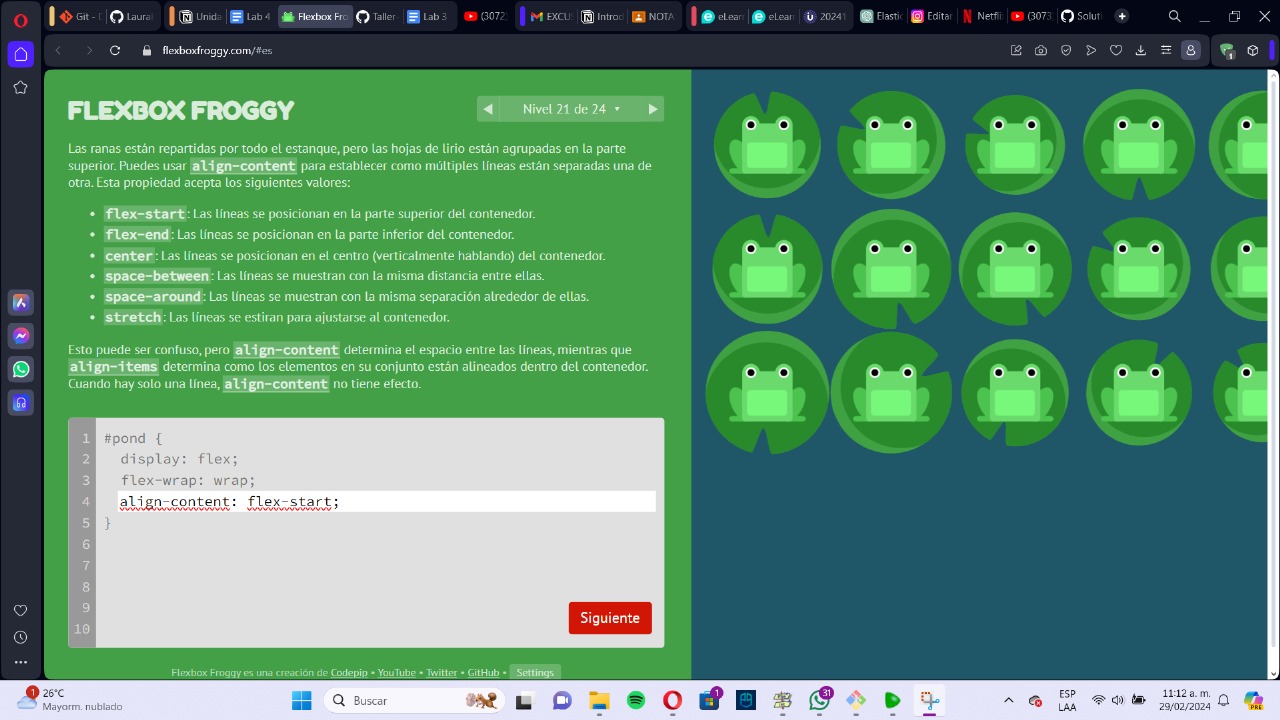 Git - D
Laural
Unida
Lab 4
Flexbox Fro
Taller-
Lab 3
(3072
EXCUS
Introd
NOTA
eLearn
eLearn
20241
Elastic
Editar
Netfli
(3073
Soluti
flexboxfroggy.com/#es
FLEXBOX FROGGY
Nivel 21 de 24
Las ranas están repartidas por todo el estanque, pero las hojas de lirio están agrupadas en la parte
superior. Puedes usar align-content para establecer como múltiples líneas están separadas una de
otra. Esta propiedad acepta los siguientes valores:
• flex-start: Las líneas se posicionan en la parte superior del contenedor.
• flex-end: Las líneas se posicionan en la parte inferior del contenedor.
• center: Las líneas se posicionan en el centro (verticalmente hablando) del contenedor.
• space-between: Las líneas se muestran con la misma distancia entre ellas.
• space-around: Las líneas se muestran con la misma separación alrededor de ellas.
• stretch: Las líneas se estiran para ajustarse al contenedor.
Esto puede ser confuso, pero align-content determina el espacio entre las líneas, mientras que
align-items determina como los elementos en su conjunto están alineados dentro del contenedor.
Cuando hay solo una línea, align-content no tiene efecto.
1 #pond {
2 display: flex;
3 flex-wrap: wrap;
4 align-content: flex-start;
5 }
6
7
8
9
10
Siguiente
Flexbox Froggy es una creación de Codepip • YouTube • Twitter • GitHub • Settings
1
26°C
Mayorm. nublado
Buscar
1
31
ESP
LAA
11:14 a. m.
29/02/2024
PRE